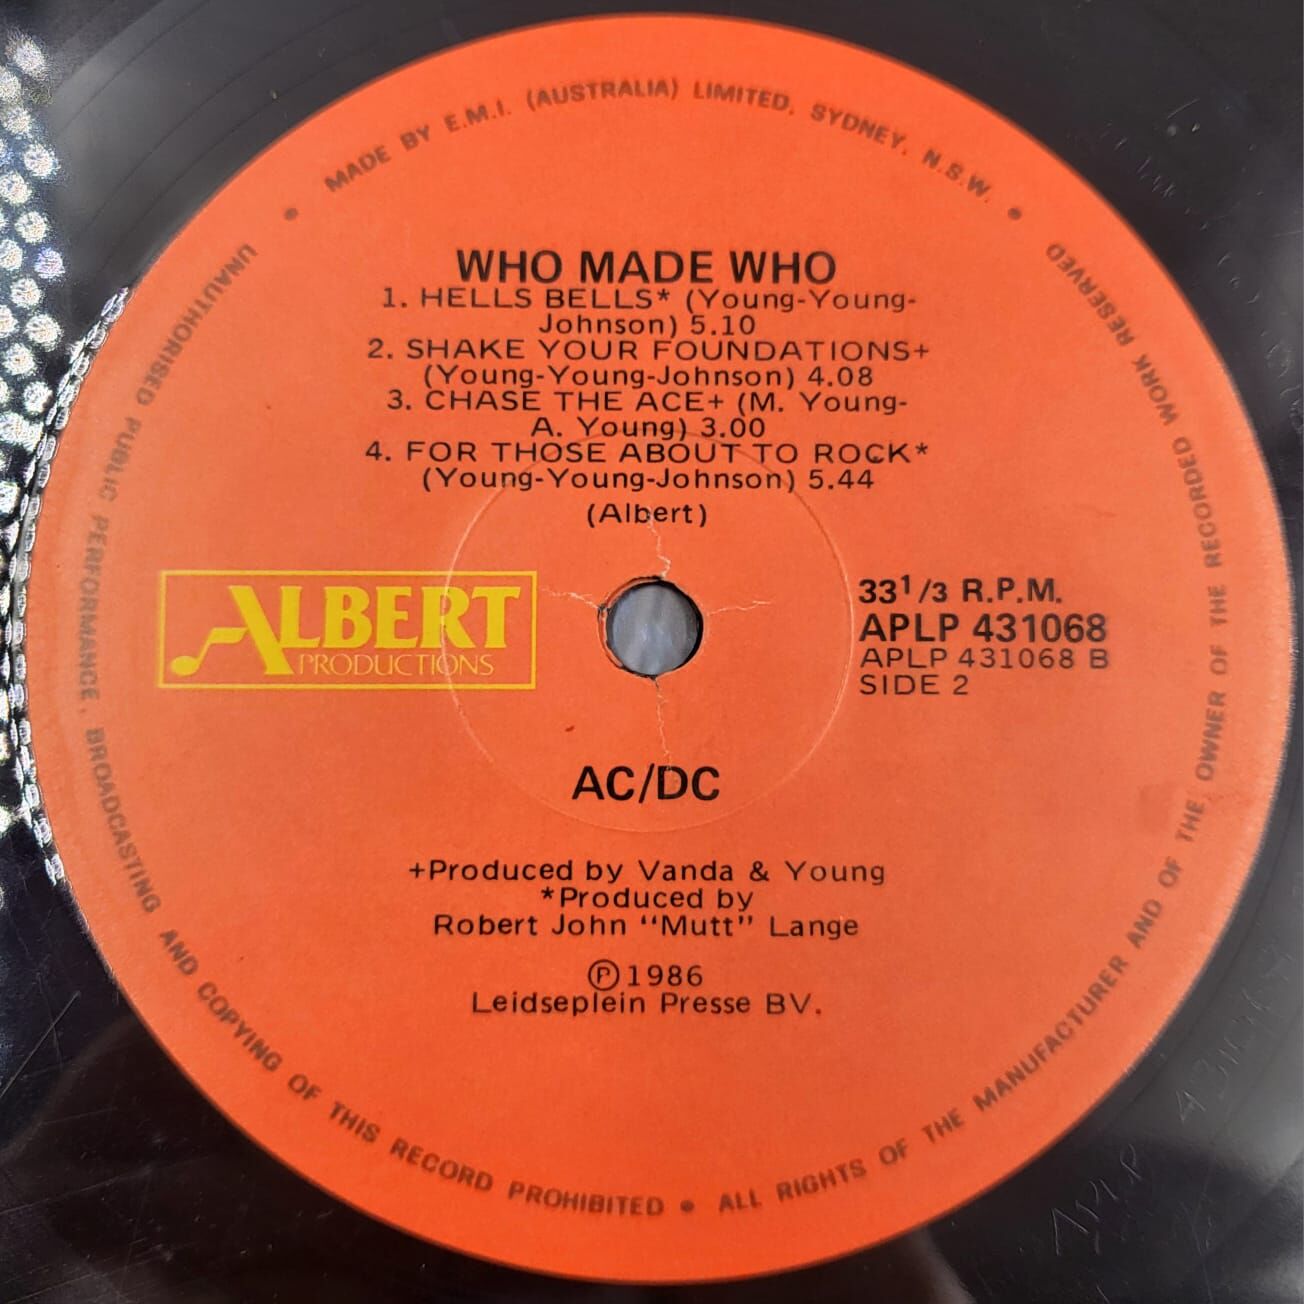 MADE BY E.M.I. (AUSTRALIA) LIMITED. SYDNEY. N.S.W. •
WHO MADE WHO
1. HELLS BELLS* (Young-Young-
Johnson) 5.10
2. SHAKE YOUR FOUNDATIONS+
(Young-Young-Johnson) 4.08
3. CHASE THE ACE+ (M. Young-
A. Young) 3.00
4. FOR THOSE ABOUT TO ROCK*
(Young-Young-Johnson) 5.44
(Albert)
ALBERT
PRODUCTIONS
33 1/3 R.P.M.
APLP 431068
APLP 431068 B
SIDE 2
AC/DC
+Produced by Vanda & Young
*Produced by
Robert John “Mutt” Lange
Ⓟ1986
Leidseplein Presse BV.
• UNAUTHORISED PUBLIC PERFORMANCE, BROADCASTING AND COPYING OF THIS RECORD PROHIBITED • ALL RIGHTS OF THE MANUFACTURER AND OF THE OWNER OF THE RECORDED WORK RESERVED
APLP 431068